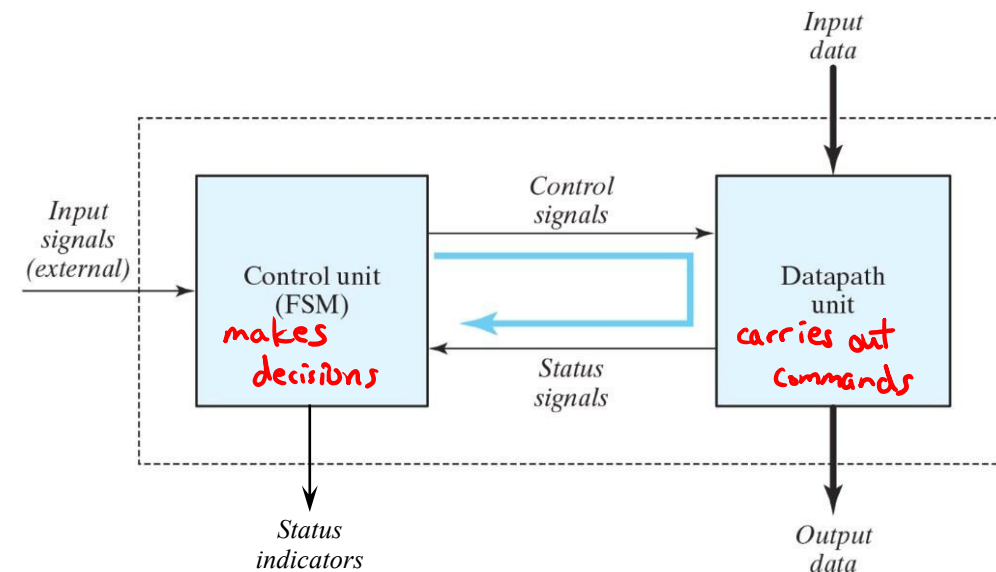 Input
data
Control
signals
Input
signals
(external)
Control unit
(FSM)
makes
decisions
Datapath
unit
carries out
commands
Status
signals
Status
indicators
Output
data